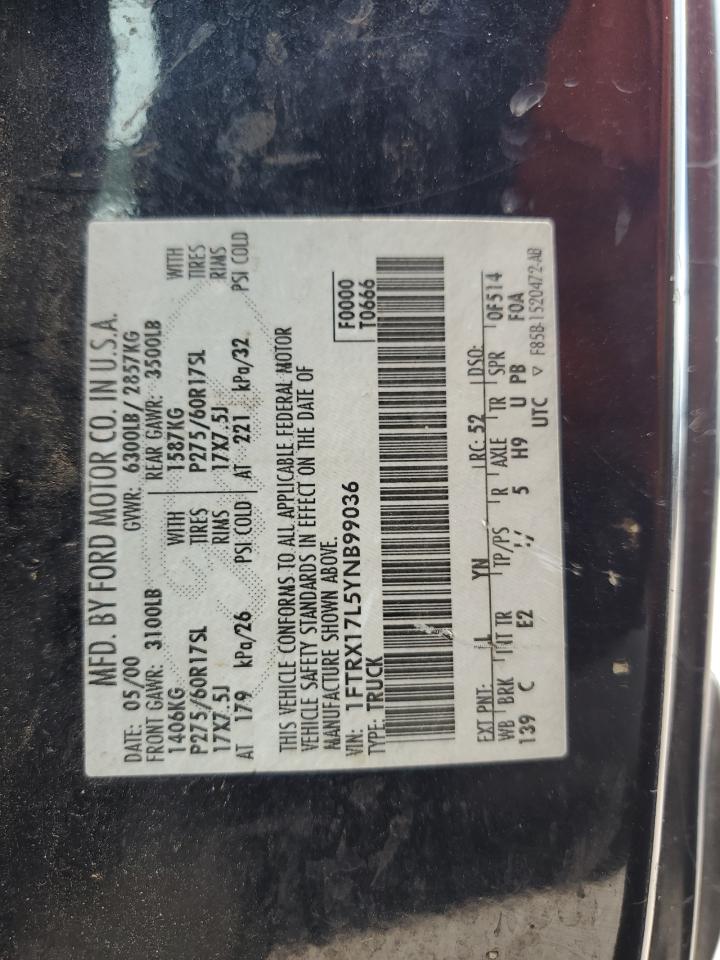 MFD. BY FORD MOTOR CO. IN U.S.A.
DATE: 05/00 GVWR: 6300LB/ 2857KG
FRONT GAWR: 3100LB REAR GAWR: 3500LB
1406KG WITH 1587KG WITH
P275/60R17SL TIRES P275/60R17SL TIRES
17X7.5J RIMS 17X7.5J RIMS
AT 179 kPa/26 PSI COLD AT 221 kPa/32 PSI COLD
THIS VEHICLE CONFORMS TO ALL APPLICABLE FEDERAL MOTOR
VEHICLE SAFETY STANDARDS IN EFFECT ON THE DATE OF
MANUFACTURE SHOWN ABOVE.
VIN: 1FTRX17L5YNB99036 F0000
TYPE: TRUCK T0666
EXT PNT: YN RC: 52 DSO:
WB BRK INT TR TP/PS R AXLE TR SPR 0F514
139 C E2 5 H9 U PB F0A
UTC ▽ F85B-1520472-AB